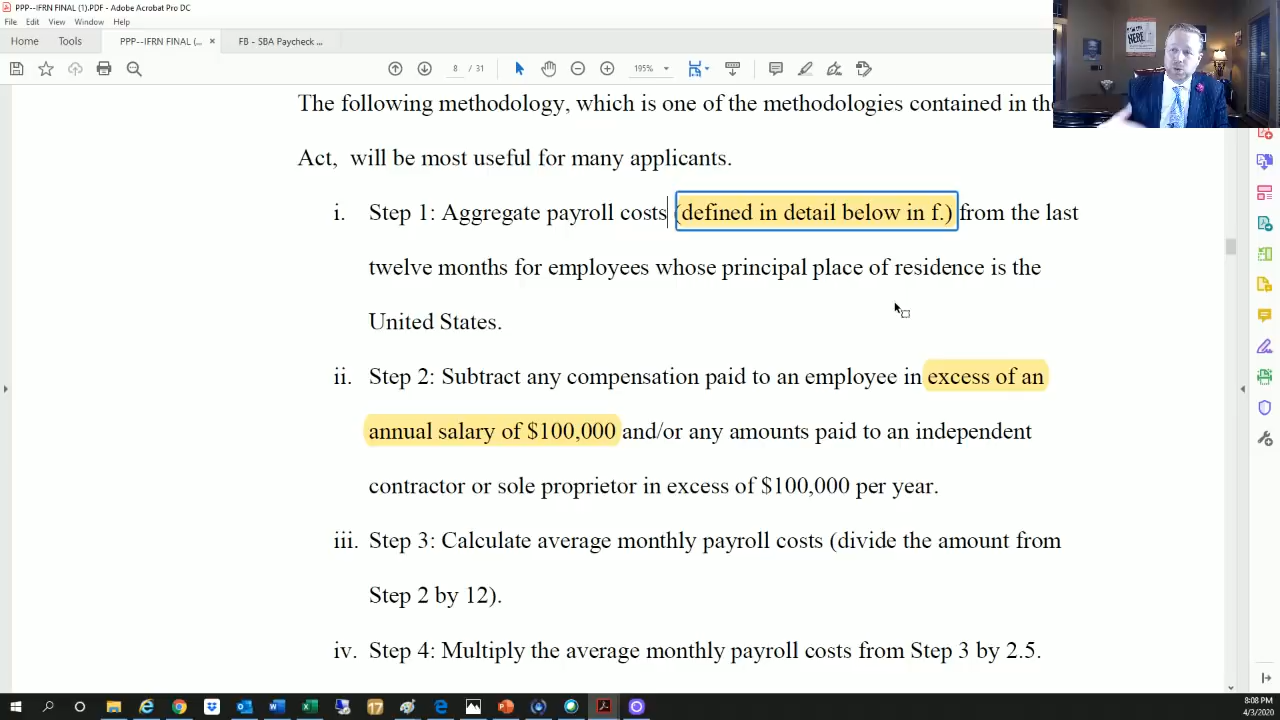 PPP--IFRN FINAL (1).PDF - Adobe Acrobat Pro DC
File Edit View Window Help
Home Tools PPP--IFRN FINAL (... × FB - SBA Paycheck ...
8 / 31 195%
HERE
The following methodology, which is one of the methodologies contained in the
Act, will be most useful for many applicants.
i. Step 1: Aggregate payroll costs (defined in detail below in f.) from the last
twelve months for employees whose principal place of residence is the
United States.
ii. Step 2: Subtract any compensation paid to an employee in excess of an
annual salary of $100,000 and/or any amounts paid to an independent
contractor or sole proprietor in excess of $100,000 per year.
iii. Step 3: Calculate average monthly payroll costs (divide the amount from
Step 2 by 12).
iv. Step 4: Multiply the average monthly payroll costs from Step 3 by 2.5.
17
8:08 PM
4/3/2020